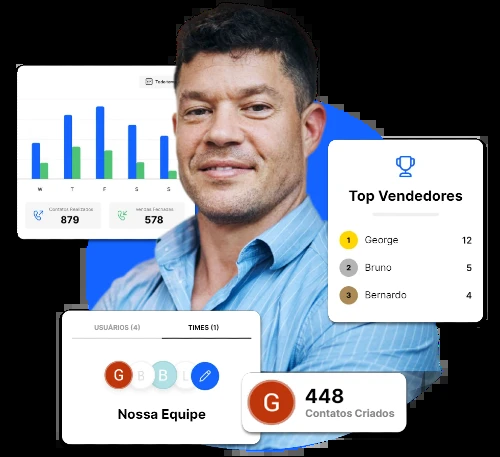 W T F S S
Contatos Realizados
879
Vendas Fechadas
578
Top Vendedores
1 George 12
2 Bruno 5
3 Bernardo 4
USUÁRIOS (4) TIMES (1)
G B B L
Nossa Equipe
G 448
Contatos Criados